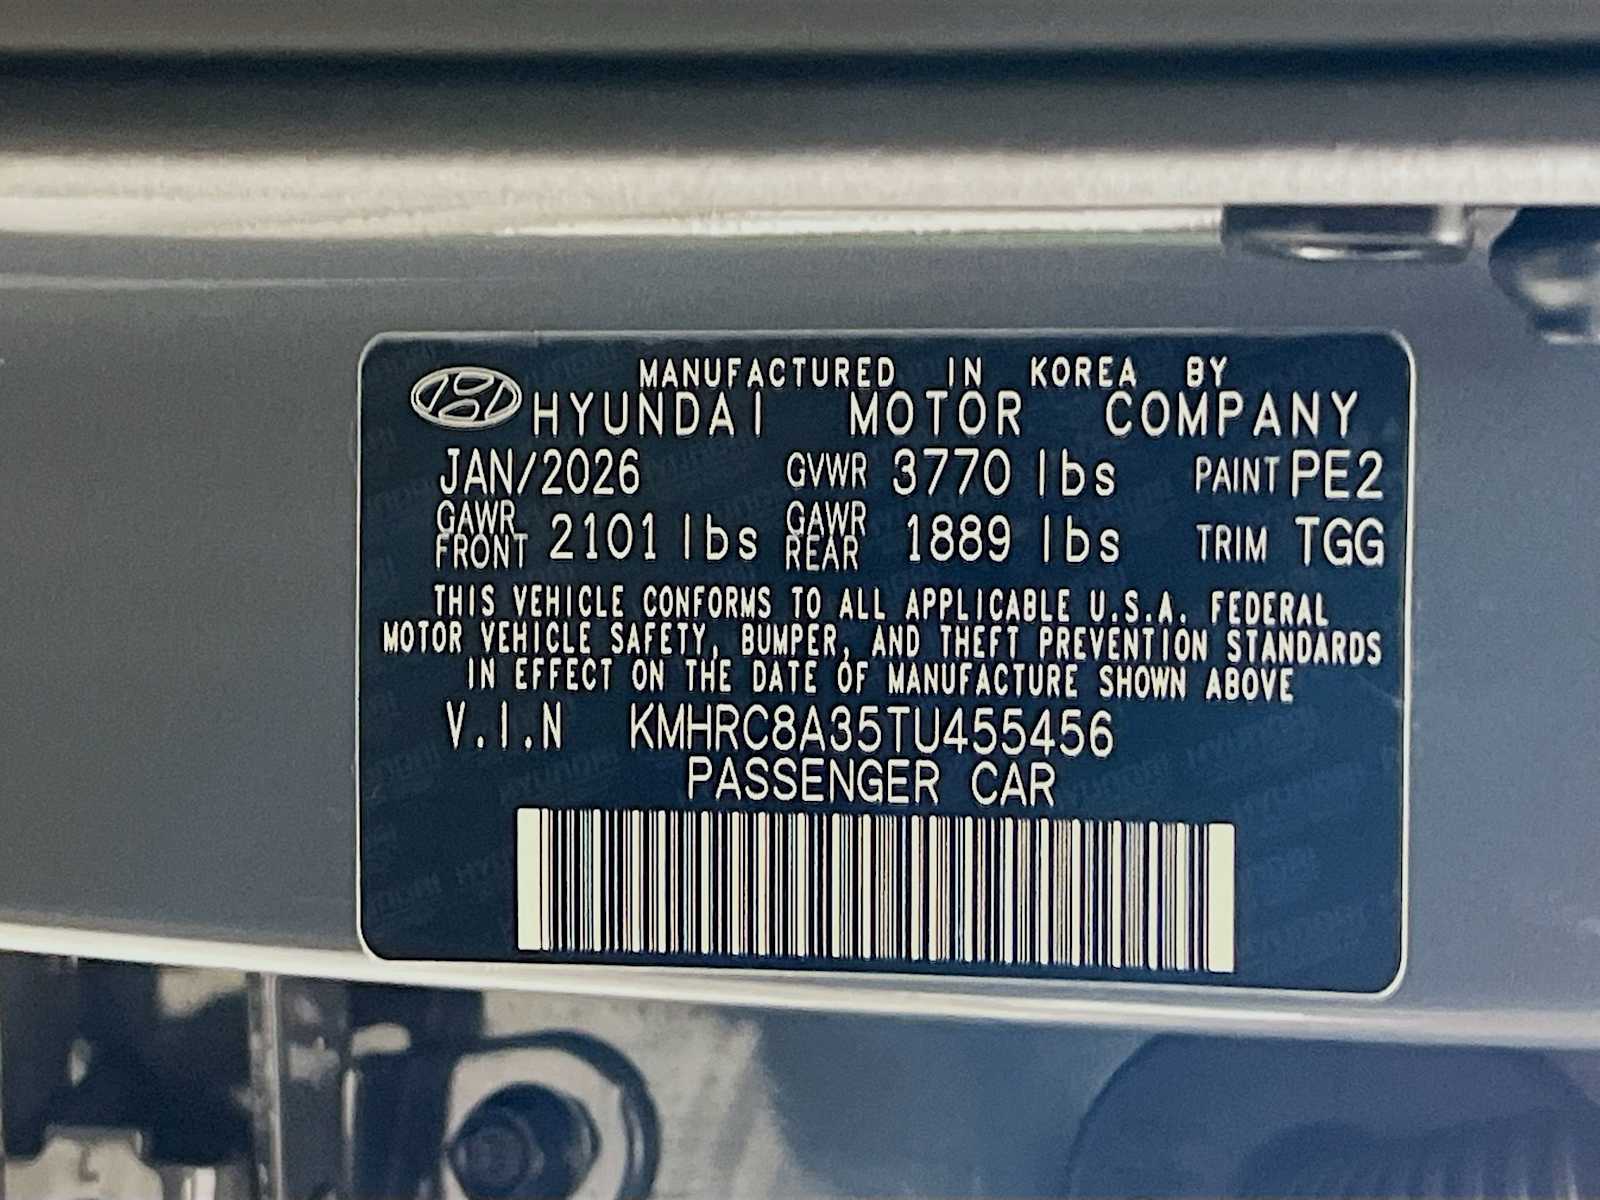 MANUFACTURED IN KOREA BY
HYUNDAI MOTOR COMPANY
JAN/2026 GVWR 3770 lbs PAINT PE2
GAWR FRONT 2101 lbs GAWR REAR 1889 lbs TRIM TGG
THIS VEHICLE CONFORMS TO ALL APPLICABLE U.S.A. FEDERAL
MOTOR VEHICLE SAFETY, BUMPER, AND THEFT PREVENTION STANDARDS
IN EFFECT ON THE DATE OF MANUFACTURE SHOWN ABOVE
V.I.N KMHRC8A35TU455456
PASSENGER CAR